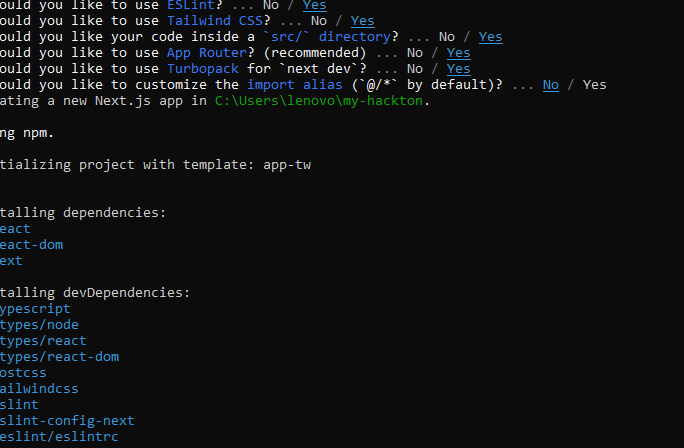 ould you like to use ESLint? ... No / Yes
ould you like to use Tailwind CSS? ... No / Yes
ould you like your code inside a `src/` directory? ... No / Yes
ould you like to use App Router? (recommended) ... No / Yes
ould you like to use Turbopack for `next dev`? ... No / Yes
ould you like to customize the import alias (`@/*` by default)? ... No / Yes
ating a new Next.js app in C:\Users\lenovo\my-hackton.
ng npm.
tializing project with template: app-tw
talling dependencies:
eact
eact-dom
ext
talling devDependencies:
ypescript
types/node
types/react
types/react-dom
ostcss
ailwindcss
slint
slint-config-next
eslint/eslintrc